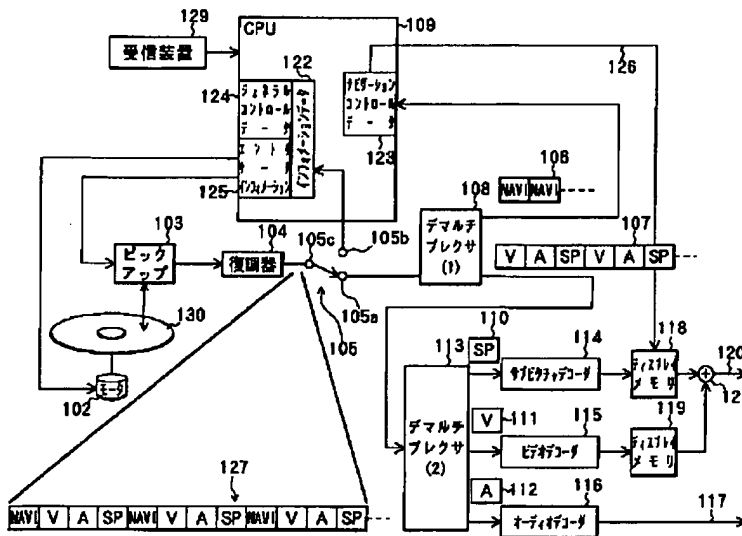 129
受信装置
CPU
109
122
124
ジェネラル
コントロール
データ
インフォメーションデータ
ナビゲーション
コントロール
データ
123
126
エントリ
サーチ
インフォメーション
125
106
NAVI NAVI
108
デマルチ
プレクサ
(1)
107
V A SP V A SP
103
ピック
アップ
104
復調器
105c
105b
105a
105
130
モータ
102
113
デマルチ
プレクサ
(2)
110
SP
114
サブピクチャデコーダ
118
ディスプレイ
メモリ
120
V
111
115
ビデオデコーダ
119
ディスプレイ
メモリ
A
112
116
オーディオデコーダ
117
127
NAVI V A SP NAVI V A SP NAVI V A SP